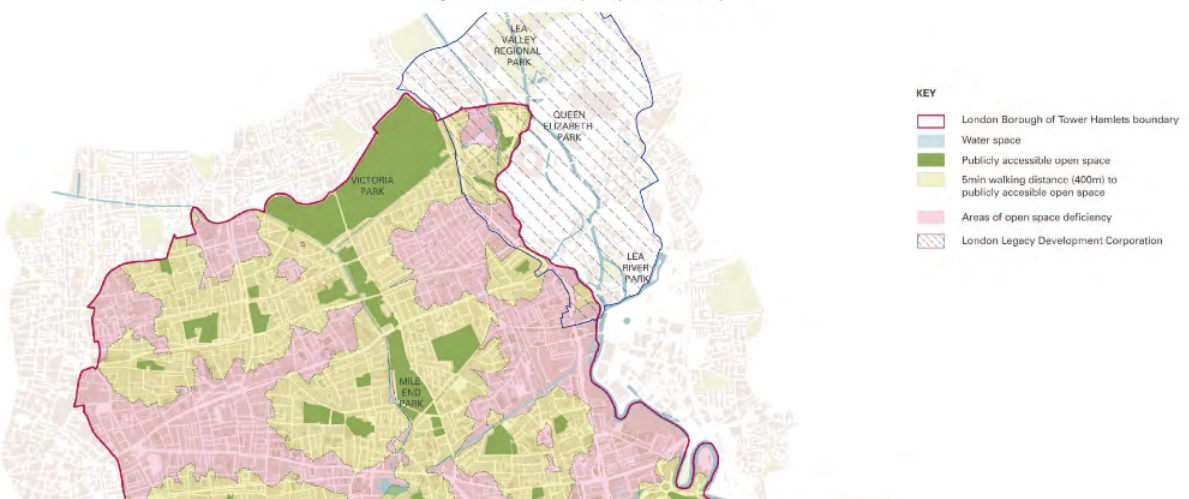 LEA
VALLEY
REGIONAL
PARK
QUEEN
ELIZABETH
PARK
VICTORIA
PARK
LEA
RIVER
PARK
MILE
END
PARK
KEY
London Borough of Tower Hamlets boundary
Water space
Publicly accessible open space
5min walking distance (400m) to
publicly accesible open space
Areas of open space deficiency
London Legacy Development Corporation